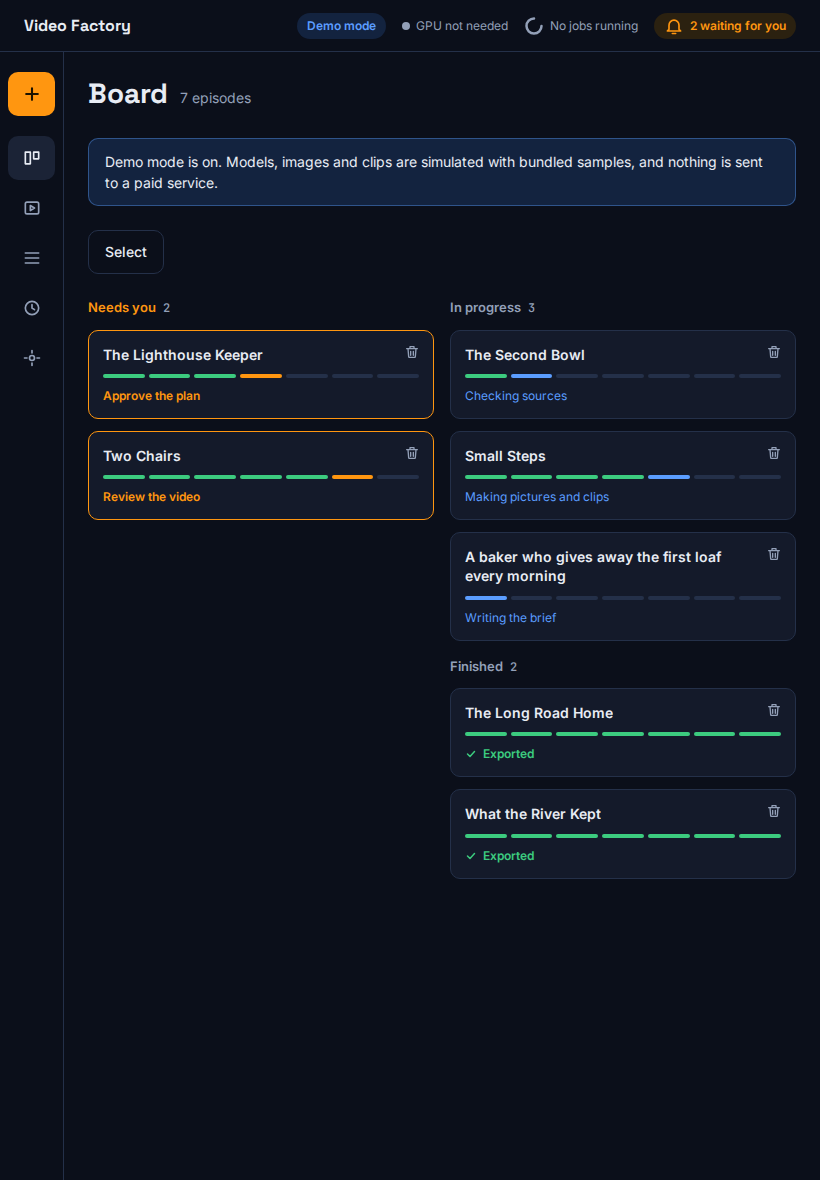 Video Factory
Demo mode
GPU not needed
No jobs running
2 waiting for you
Board
7 episodes
Demo mode is on. Models, images and clips are simulated with bundled samples, and nothing is sent
to a paid service.
Select
Needs you 2
The Lighthouse Keeper
Approve the plan
Two Chairs
Review the video
In progress 3
The Second Bowl
Checking sources
Small Steps
Making pictures and clips
A baker who gives away the first loaf
every morning
Writing the brief
Finished 2
The Long Road Home
Exported
What the River Kept
Exported